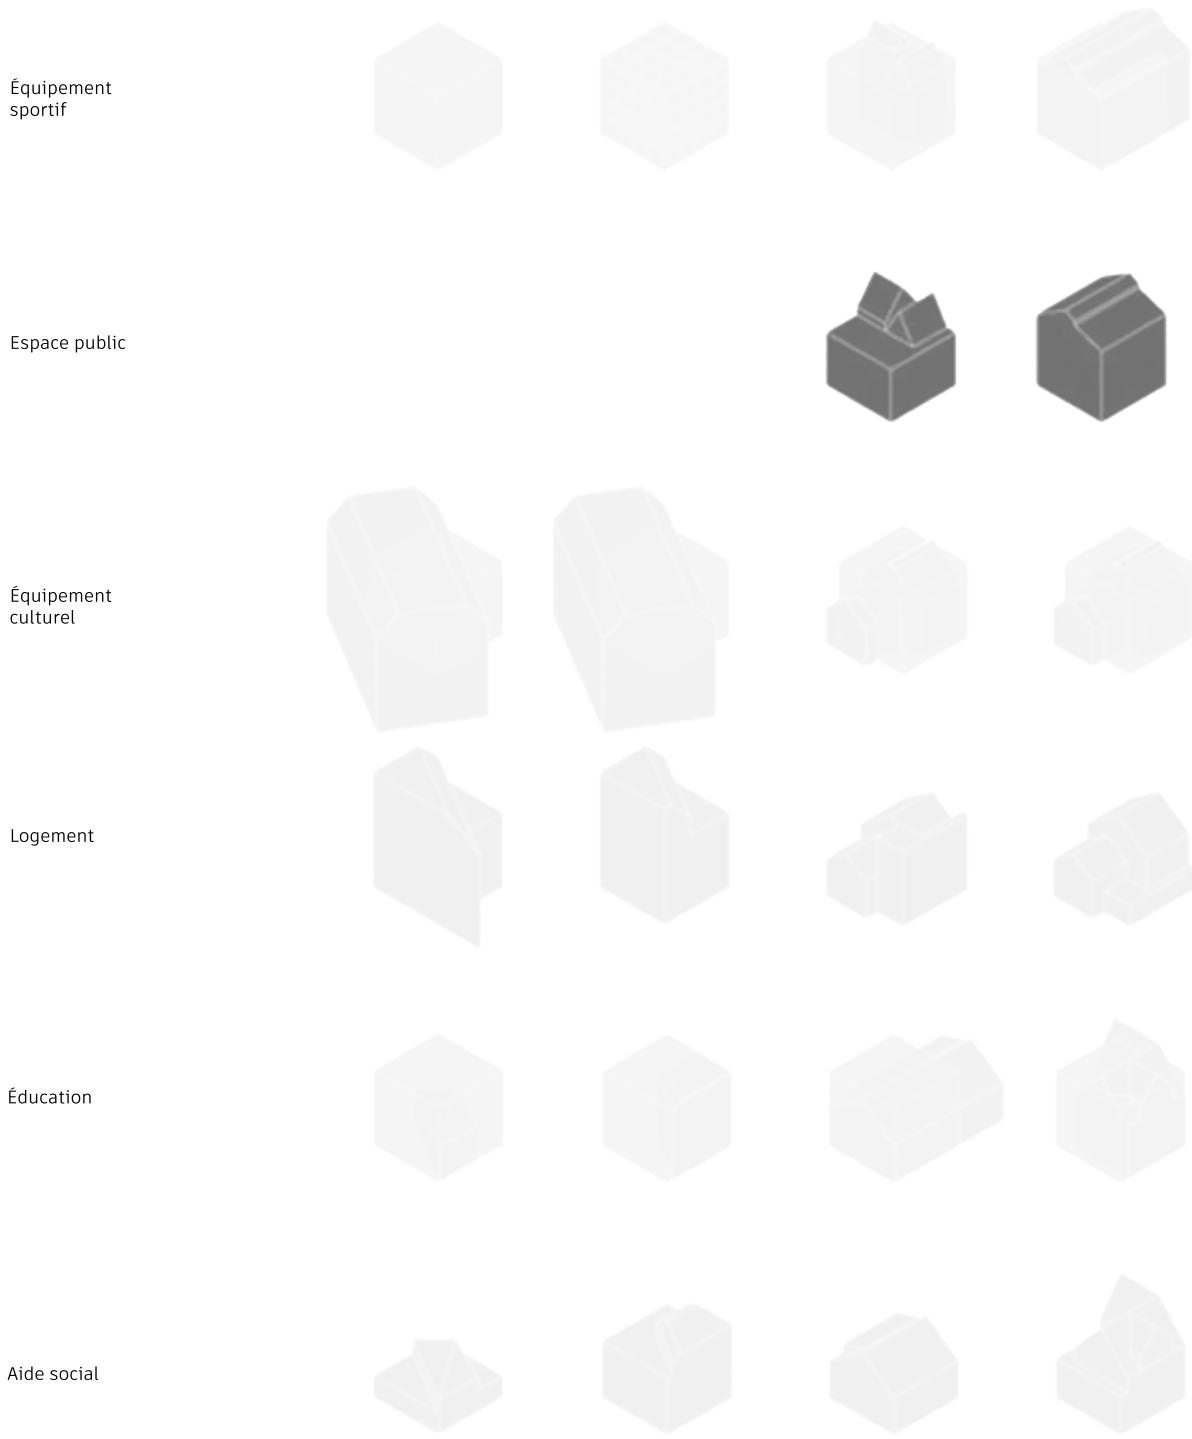 Équipement
sportif
Espace public
Équipement
culturel
Logement
Éducation
Aide social